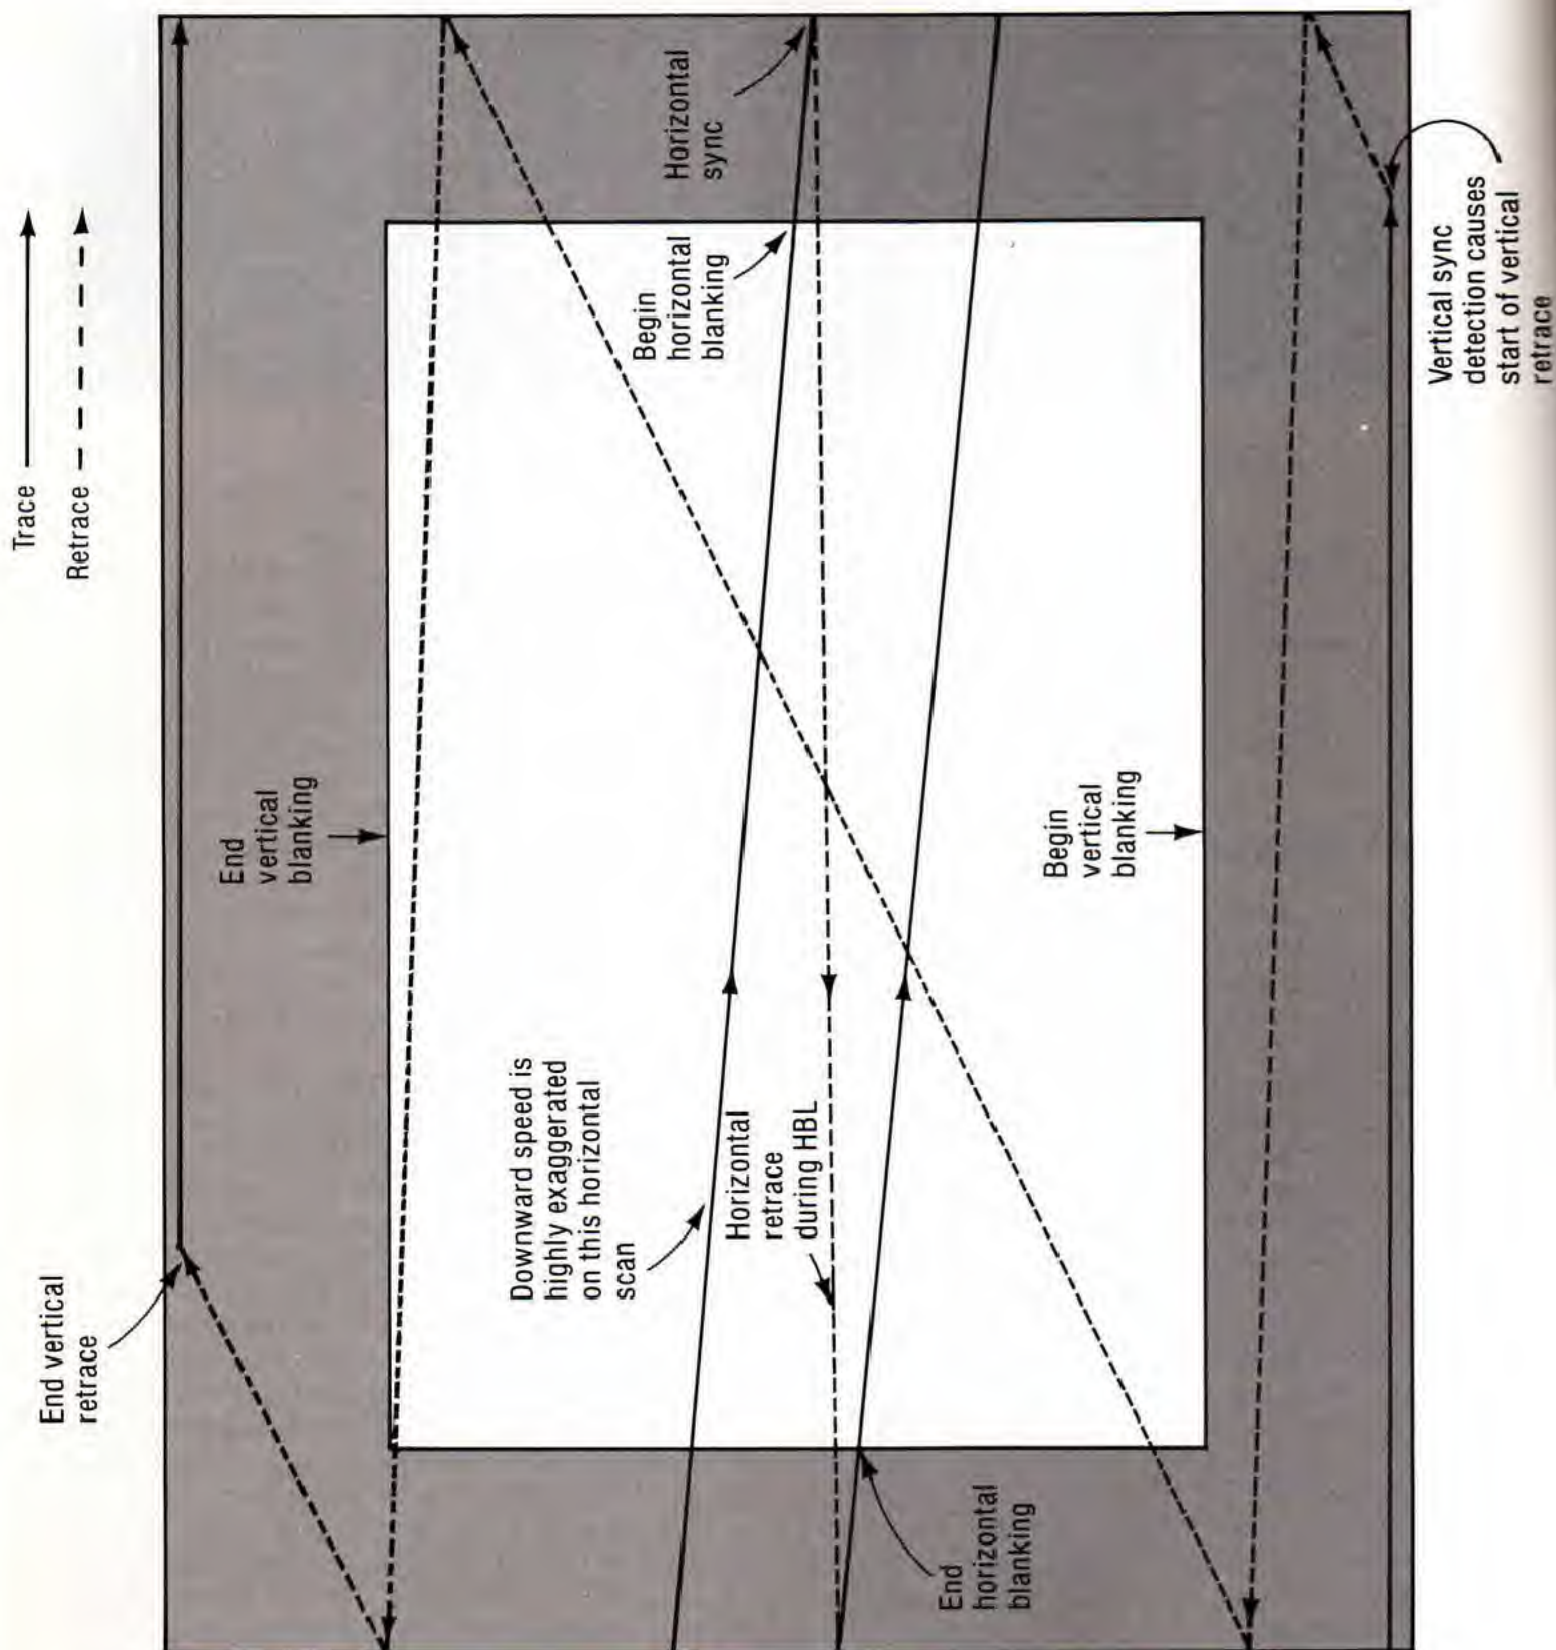 Trace
Retrace
End vertical
retrace
End
vertical
blanking
Horizontal
sync
Begin
horizontal
blanking
Downward speed is
highly exaggerated
on this horizontal
scan
Horizontal
retrace
during HBL
Begin
vertical
blanking
End
horizontal
blanking
Vertical sync
detection causes
start of vertical
retrace